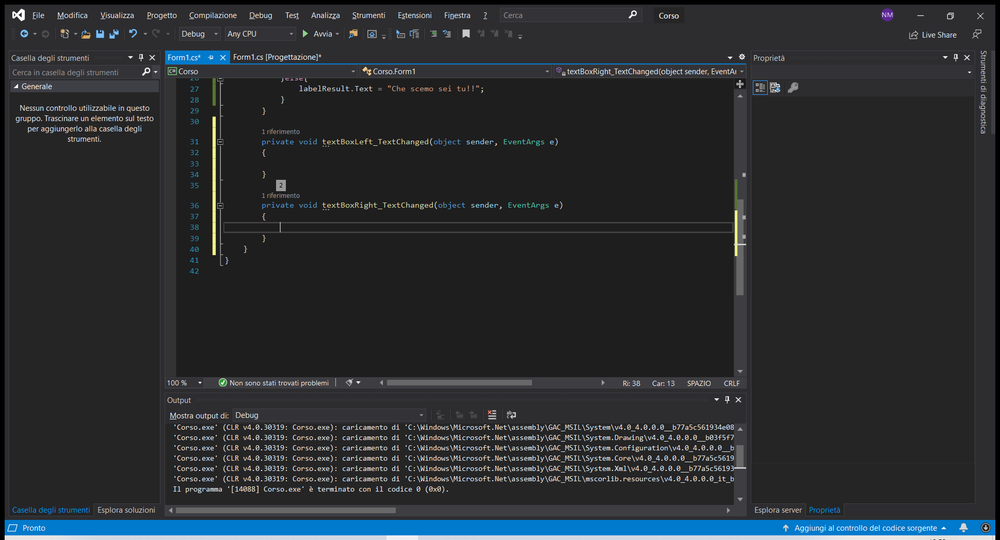 File Modifica Visualizza Progetto Compilazione Debug Test Analizza Strumenti Estensioni Finestra ? Cerca Corso NM
Debug Any CPU Avvia Live Share
Casella degli strumenti
Cerca in casella degli strumenti
Generale
Nessun controllo utilizzabile in questo
gruppo. Trascinare un elemento sul testo
per aggiungerlo alla casella degli
strumenti.
Casella degli strumenti Esplora soluzioni
Form1.cs* Form1.cs [Progettazione]*
C# Corso Corso.Form1 textBoxRight_TextChanged(object sender, EventAr
26 }else{
27 labelResult.Text = "Che scemo sei tu!!";
28 }
29 }
30
1 riferimento
31 private void textBoxLeft_TextChanged(object sender, EventArgs e)
32 {
33
34 }
35 2
1 riferimento
36 private void textBoxRight_TextChanged(object sender, EventArgs e)
37 {
38
39 }
40 }
41 }
42
100 % Non sono stati trovati problemi Ri: 38 Car: 13 SPAZIO CRLF
Output
Mostra output di: Debug
'Corso.exe' (CLR v4.0.30319: Corso.exe): caricamento di 'C:\Windows\Microsoft.Net\assembly\GAC_MSIL\System\v4.0_4.0.0.0__b77a5c561934e08
'Corso.exe' (CLR v4.0.30319: Corso.exe): caricamento di 'C:\Windows\Microsoft.Net\assembly\GAC_MSIL\System.Drawing\v4.0_4.0.0.0__b03f5f7
'Corso.exe' (CLR v4.0.30319: Corso.exe): caricamento di 'C:\Windows\Microsoft.Net\assembly\GAC_MSIL\System.Configuration\v4.0_4.0.0.0__b
'Corso.exe' (CLR v4.0.30319: Corso.exe): caricamento di 'C:\Windows\Microsoft.Net\assembly\GAC_MSIL\System.Core\v4.0_4.0.0.0__b77a5c5619
'Corso.exe' (CLR v4.0.30319: Corso.exe): caricamento di 'C:\Windows\Microsoft.Net\assembly\GAC_MSIL\System.Xml\v4.0_4.0.0.0__b77a5c56193
'Corso.exe' (CLR v4.0.30319: Corso.exe): caricamento di 'C:\Windows\Microsoft.Net\assembly\GAC_MSIL\mscorlib.resources\v4.0_4.0.0.0_it_b
Il programma '[14088] Corso.exe' è terminato con il codice 0 (0x0).
Proprietà
Esplora server Proprietà
Strumenti di diagnostica
Pronto Aggiungi al controllo del codice sorgente